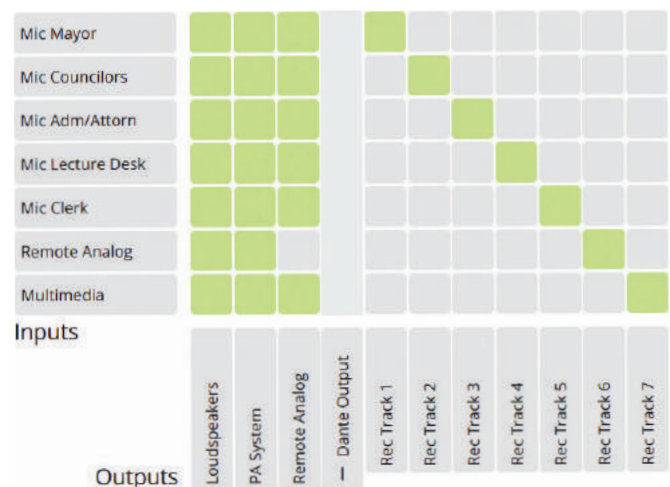 Mic Mayor
Mic Councilors
Mic Adm/Attorn
Mic Lecture Desk
Mic Clerk
Remote Analog
Multimedia
Inputs
Loudspeakers
PA System
Remote Analog
— Dante Output
Rec Track 1
Rec Track 2
Rec Track 3
Rec Track 4
Rec Track 5
Rec Track 6
Rec Track 7
Outputs